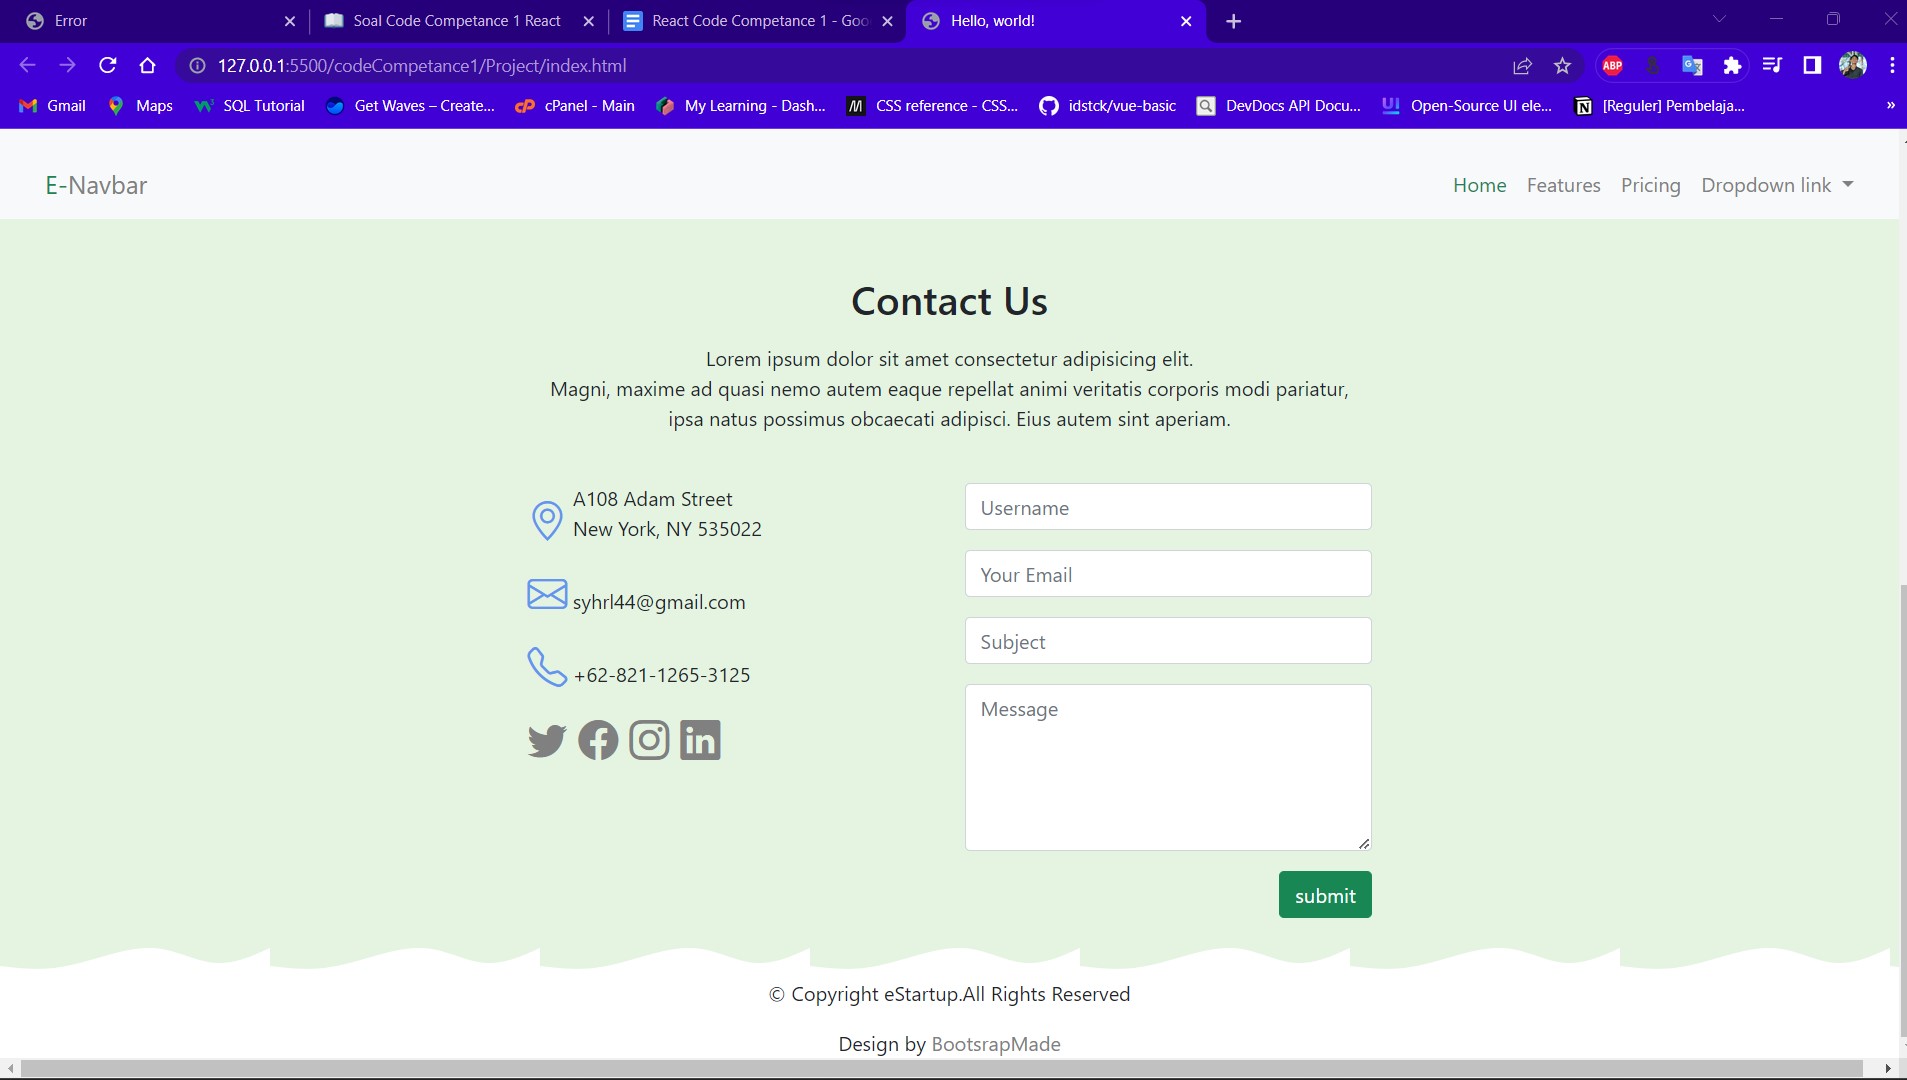 Error
Soal Code Competance 1 React
React Code Competance 1 - Goo
Hello, world!
127.0.0.1:5500/codeCompetance1/Project/index.html
ABP
Gmail
Maps
SQL Tutorial
Get Waves – Create...
cPanel - Main
My Learning - Dash...
CSS reference - CSS...
idstck/vue-basic
DevDocs API Docu...
Open-Source UI ele...
[Reguler] Pembelaja...
»
E-Navbar
Home
Features
Pricing
Dropdown link
Contact Us
Lorem ipsum dolor sit amet consectetur adipisicing elit.
Magni, maxime ad quasi nemo autem eaque repellat animi veritatis corporis modi pariatur,
ipsa natus possimus obcaecati adipisci. Eius autem sint aperiam.
A108 Adam Street
New York, NY 535022
syhrl44@gmail.com
+62-821-1265-3125
Username
Your Email
Subject
Message
submit
© Copyright eStartup.All Rights Reserved
Design by BootsrapMade